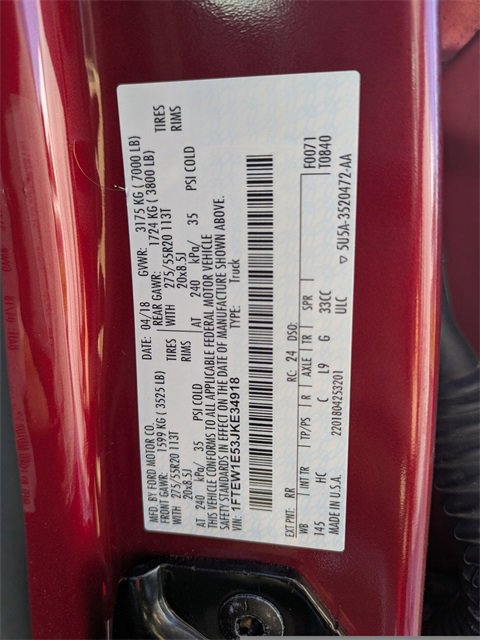 MFD. BY FORD MOTOR CO.
DATE: 04/18 GVWR: 3175 KG ( 7000 LB)
FRONT GAWR: 1599 KG ( 3525 LB) REAR GAWR: 1724 KG ( 3800 LB)
WITH 275/55R20 113T TIRES WITH 275/55R20 113T TIRES
20x8.5J RIMS 20x8.5J RIMS
AT 240 kPa/ 35 PSI COLD AT 240 kPa/ 35 PSI COLD
THIS VEHICLE CONFORMS TO ALL APPLICABLE FEDERAL MOTOR VEHICLE
SAFETY STANDARDS IN EFFECT ON THE DATE OF MANUFACTURE SHOWN ABOVE.
VIN: 1FTEW1E53JKE34918 TYPE: Truck
EXT PNT: RR RC: 24 DSO: F0071
WB INT TR TP/PS R AXLE TR SPR T0840
145 HC C L9 G 33CC
ULC
MADE IN U.S.A. 2201804253201 5U5A-3520472-AA